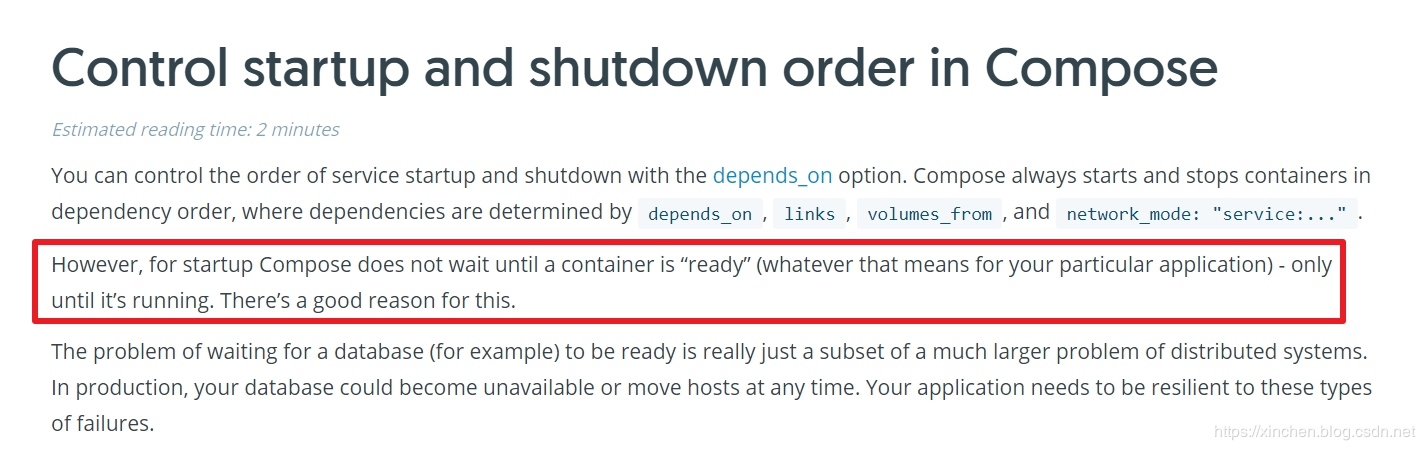 Control startup and shutdown order in Compose
Estimated reading time: 2 minutes
You can control the order of service startup and shutdown with the depends_on option. Compose always starts and stops containers in
dependency order, where dependencies are determined by depends_on , links , volumes_from , and network_mode: "service:..." .
However, for startup Compose does not wait until a container is “ready” (whatever that means for your particular application) - only
until it’s running. There’s a good reason for this.
The problem of waiting for a database (for example) to be ready is really just a subset of a much larger problem of distributed systems.
In production, your database could become unavailable or move hosts at any time. Your application needs to be resilient to these types
of failures.
https://xinchen.blog.csdn.net